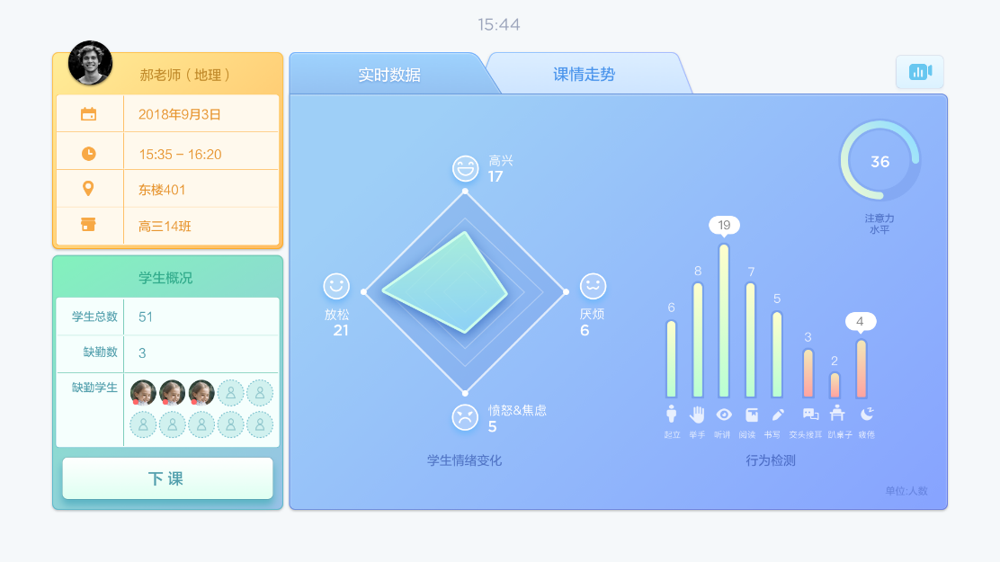 15:44
郝老师（地理）
2018年9月3日
15:35 – 16:20
东楼401
高三14班
学生概况
学生总数 51
缺勤数 3
缺勤学生
下 课
实时数据
课情走势
高兴
17
放松
21
厌烦
6
愤怒&焦虑
5
学生情绪变化
36
注意力
水平
6 8 19 7 5 3 2 4
起立 举手 听讲 阅读 书写 交头接耳 趴桌子 疲倦
行为检测
单位:人数